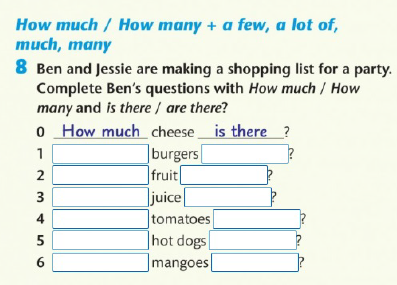 How much / How many + a few, a lot of,
much, many
8 Ben and Jessie are making a shopping list for a party.
Complete Ben's questions with How much / How
many and is there / are there?
0 How much cheese is there ?
1 burgers ?
2 fruit ?
3 juice ?
4 tomatoes ?
5 hot dogs ?
6 mangoes ?